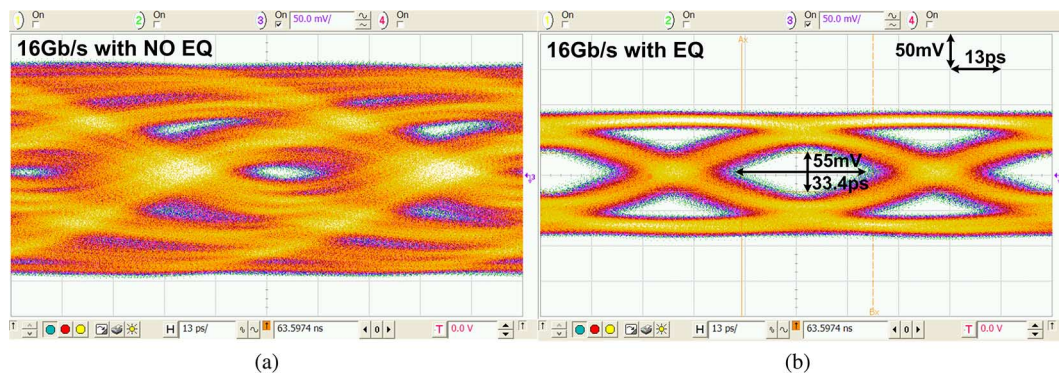 1 On 2 On 3 On 50.0 mV/ 4 On
16Gb/s with NO EQ
H 13 ps/ T 63.5974 ns 0 T 0.0 V
(a)
1 On 2 On 3 On 50.0 mV/ 4 On
16Gb/s with EQ
Ax
50mV
13ps
55mV
33.4ps
Bx
H 13 ps/ T 63.5974 ns 0 T 0.0 V
(b)